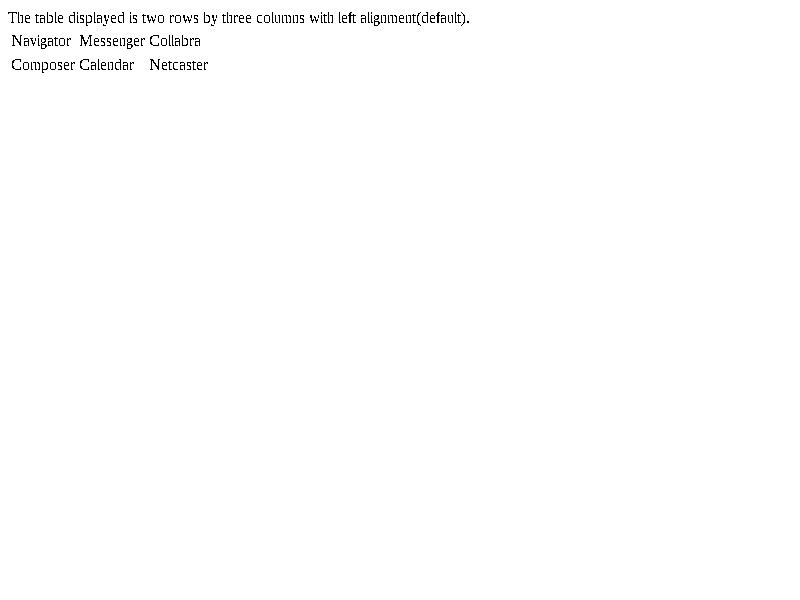 The table displayed is two rows by three columns with left alignment(default).
Navigator Messenger Collabra
Composer Calendar Netcaster